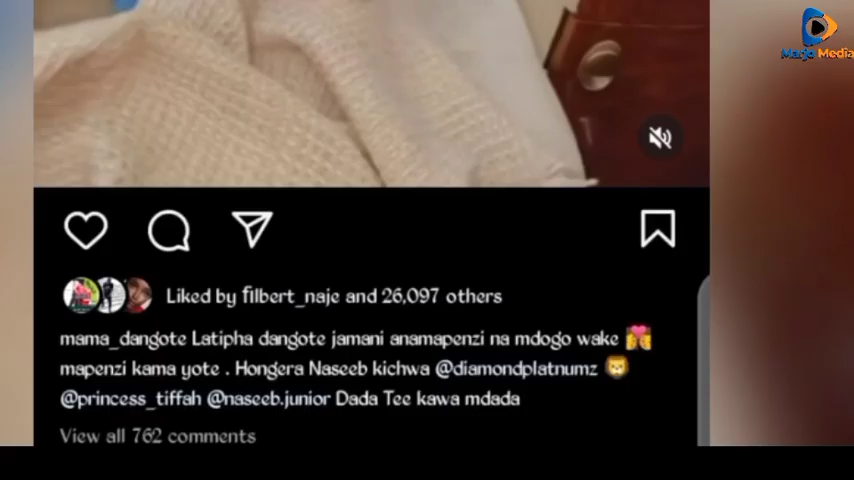 Marjo Media
Liked by filbert_naje and 26,097 others
mama_dangote Latipha dangote jamani anamapenzi na mdogo wake
mapenzi kama yote . Hongera Naseeb kichwa @diamondplatnumz
@princess_tiffah @naseeb.junior Dada Tee kawa mdada
View all 762 comments